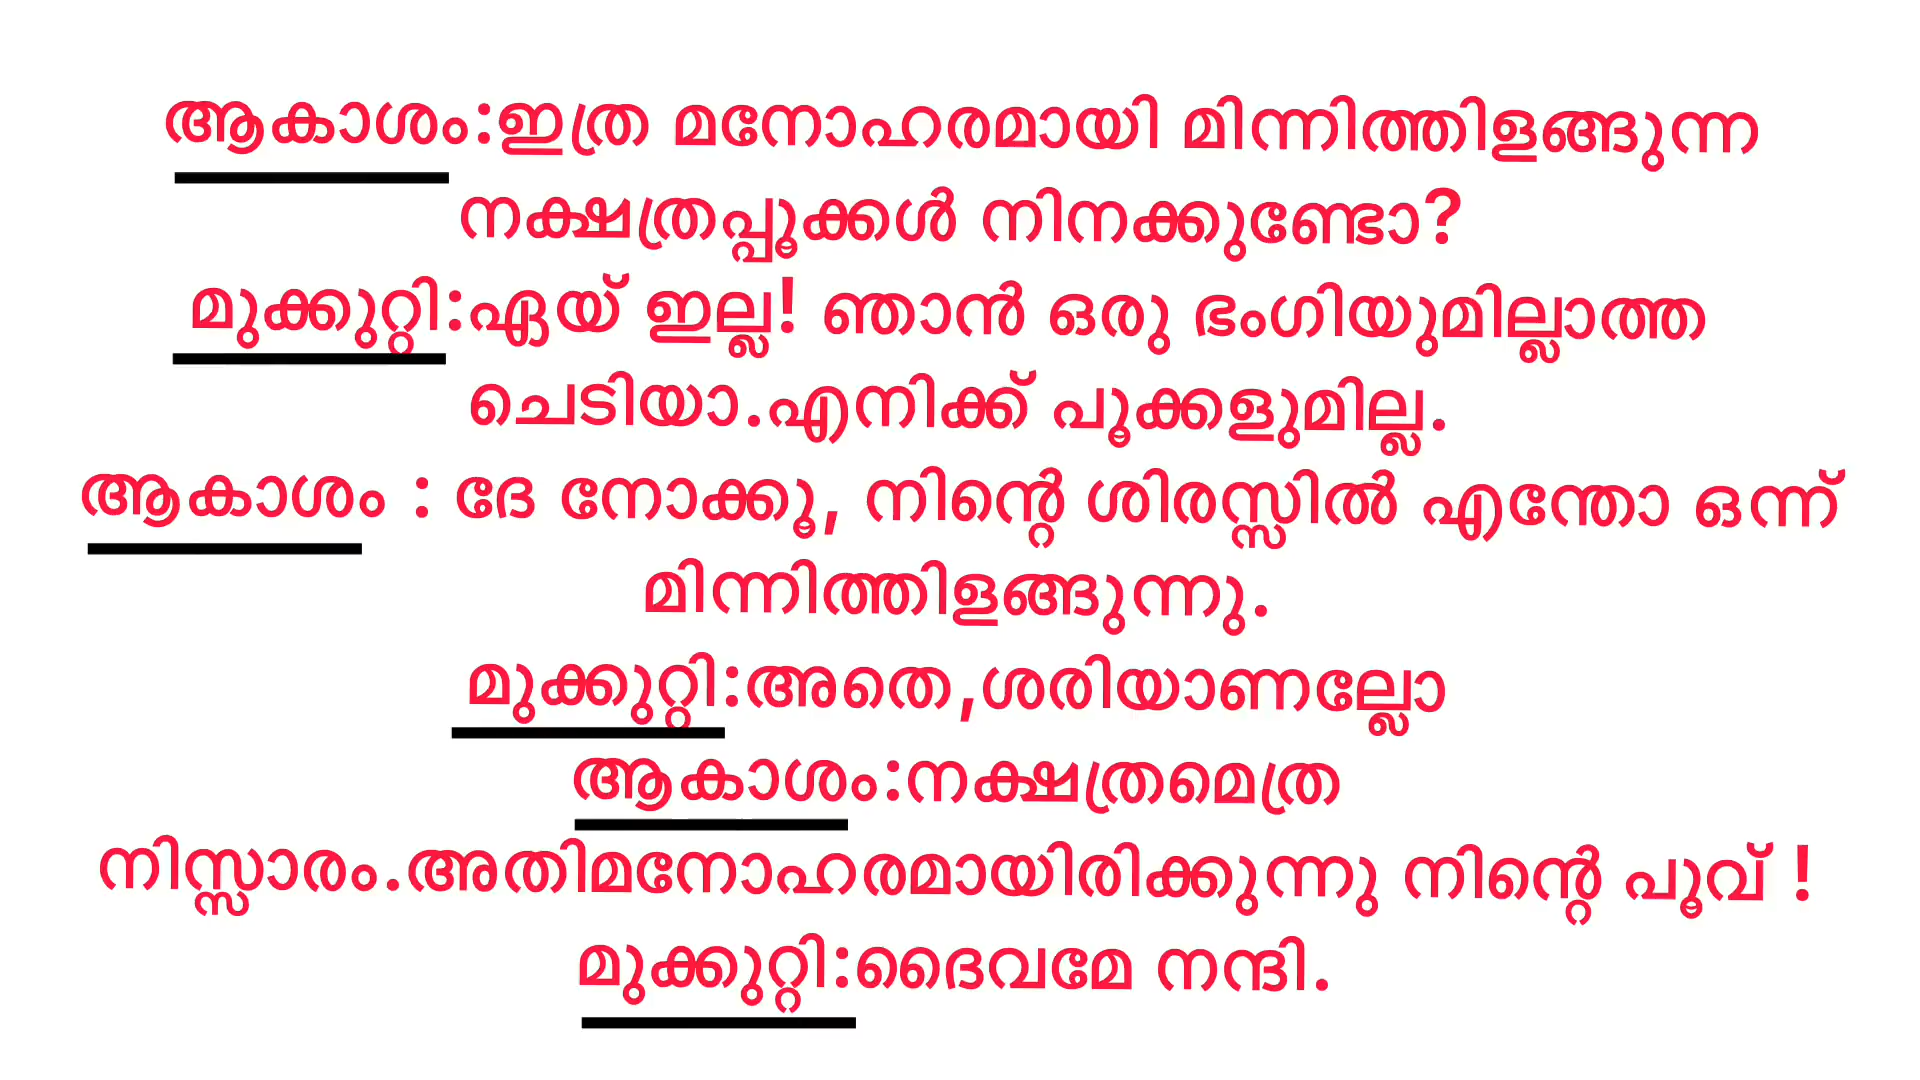 ആകാശം:ഇത്ര മനോഹരമായി മിന്നിത്തിളങ്ങുന്ന
നക്ഷത്രപ്പൂക്കൾ നിനക്കുണ്ടോ?
മുക്കുറ്റി:ഏയ് ഇല്ല! ഞാൻ ഒരു ഭംഗിയുമില്ലാത്ത
ചെടിയാ.എനിക്ക് പൂക്കളുമില്ല.
ആകാശം : ദേ നോക്കൂ, നിന്റെ ശിരസ്സിൽ എന്തോ ഒന്ന്
മിന്നിത്തിളങ്ങുന്നു.
മുക്കുറ്റി:അതെ,ശരിയാണല്ലോ
ആകാശം:നക്ഷത്രമെത്ര
നിസ്സാരം.അതിമനോഹരമായിരിക്കുന്നു നിന്റെ പൂവ് !
മുക്കുറ്റി:ദൈവമേ നന്ദി.